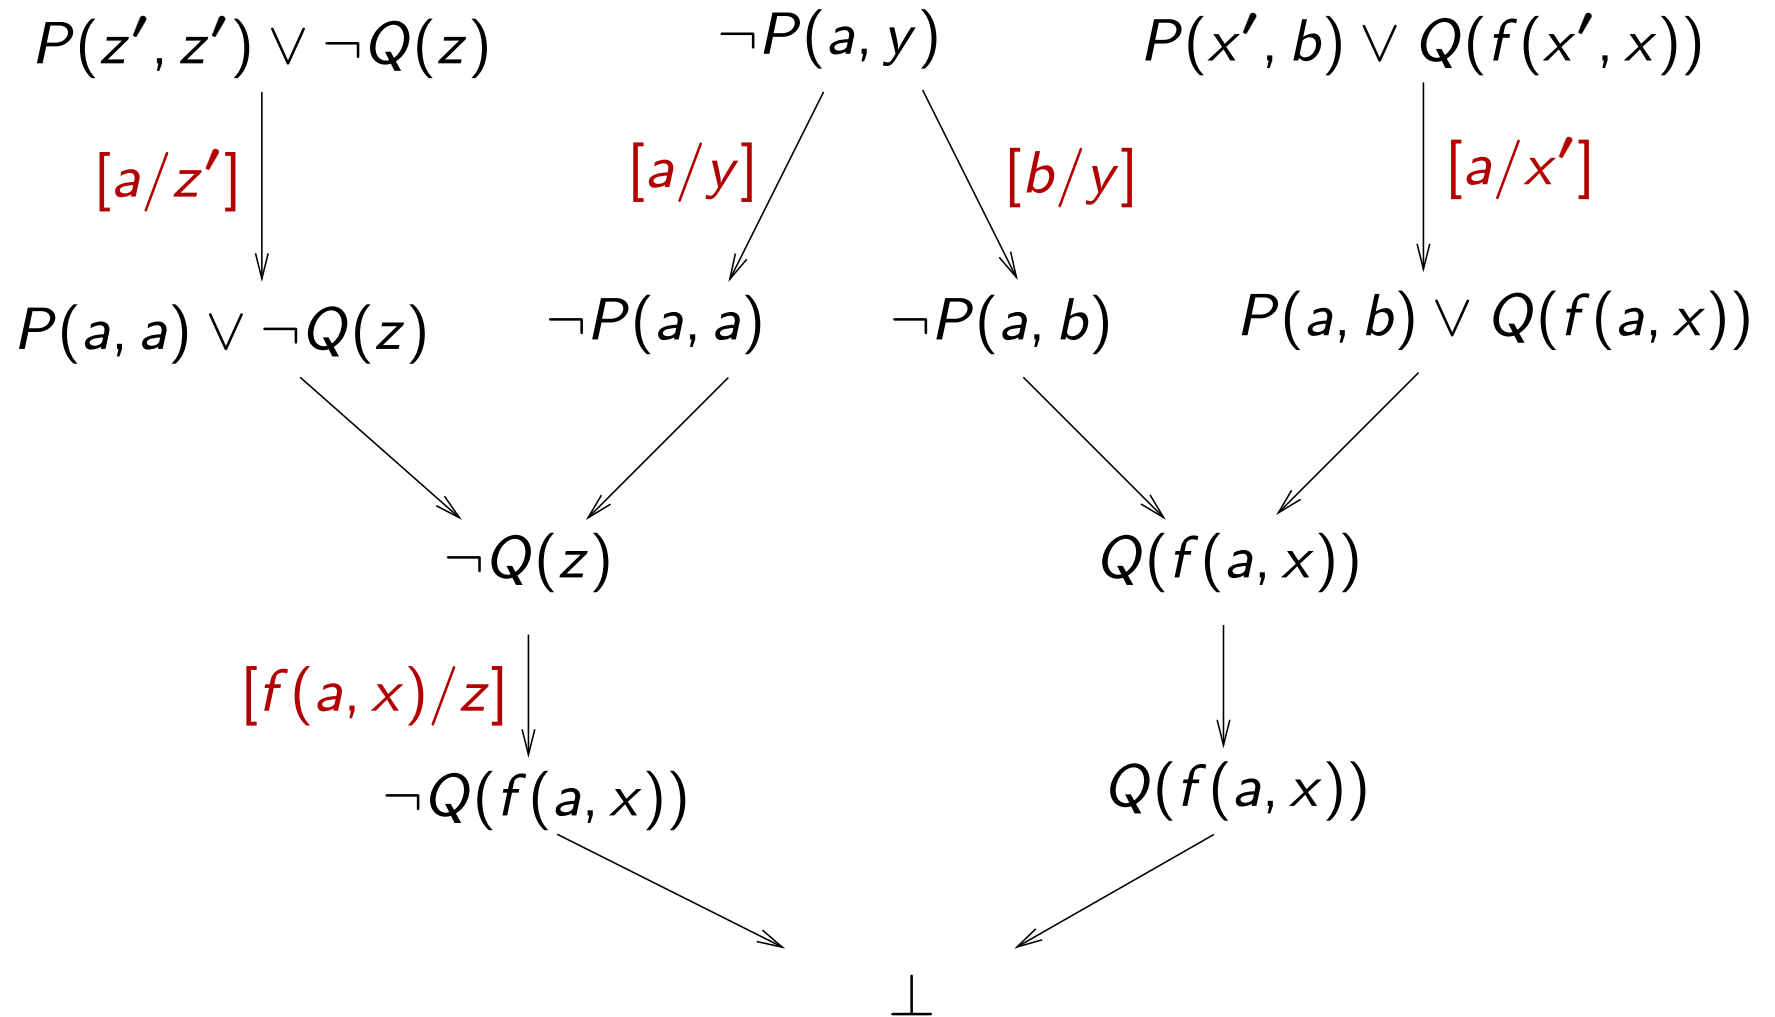 P(z′, z′) ∨ ¬Q(z) ¬P(a, y) P(x′, b) ∨ Q(f(x′, x))
[a/z′] [a/y] [b/y] [a/x′]
P(a, a) ∨ ¬Q(z) ¬P(a, a) ¬P(a, b) P(a, b) ∨ Q(f(a, x))
¬Q(z) Q(f(a, x))
[f(a, x)/z]
¬Q(f(a, x)) Q(f(a, x))
⊥